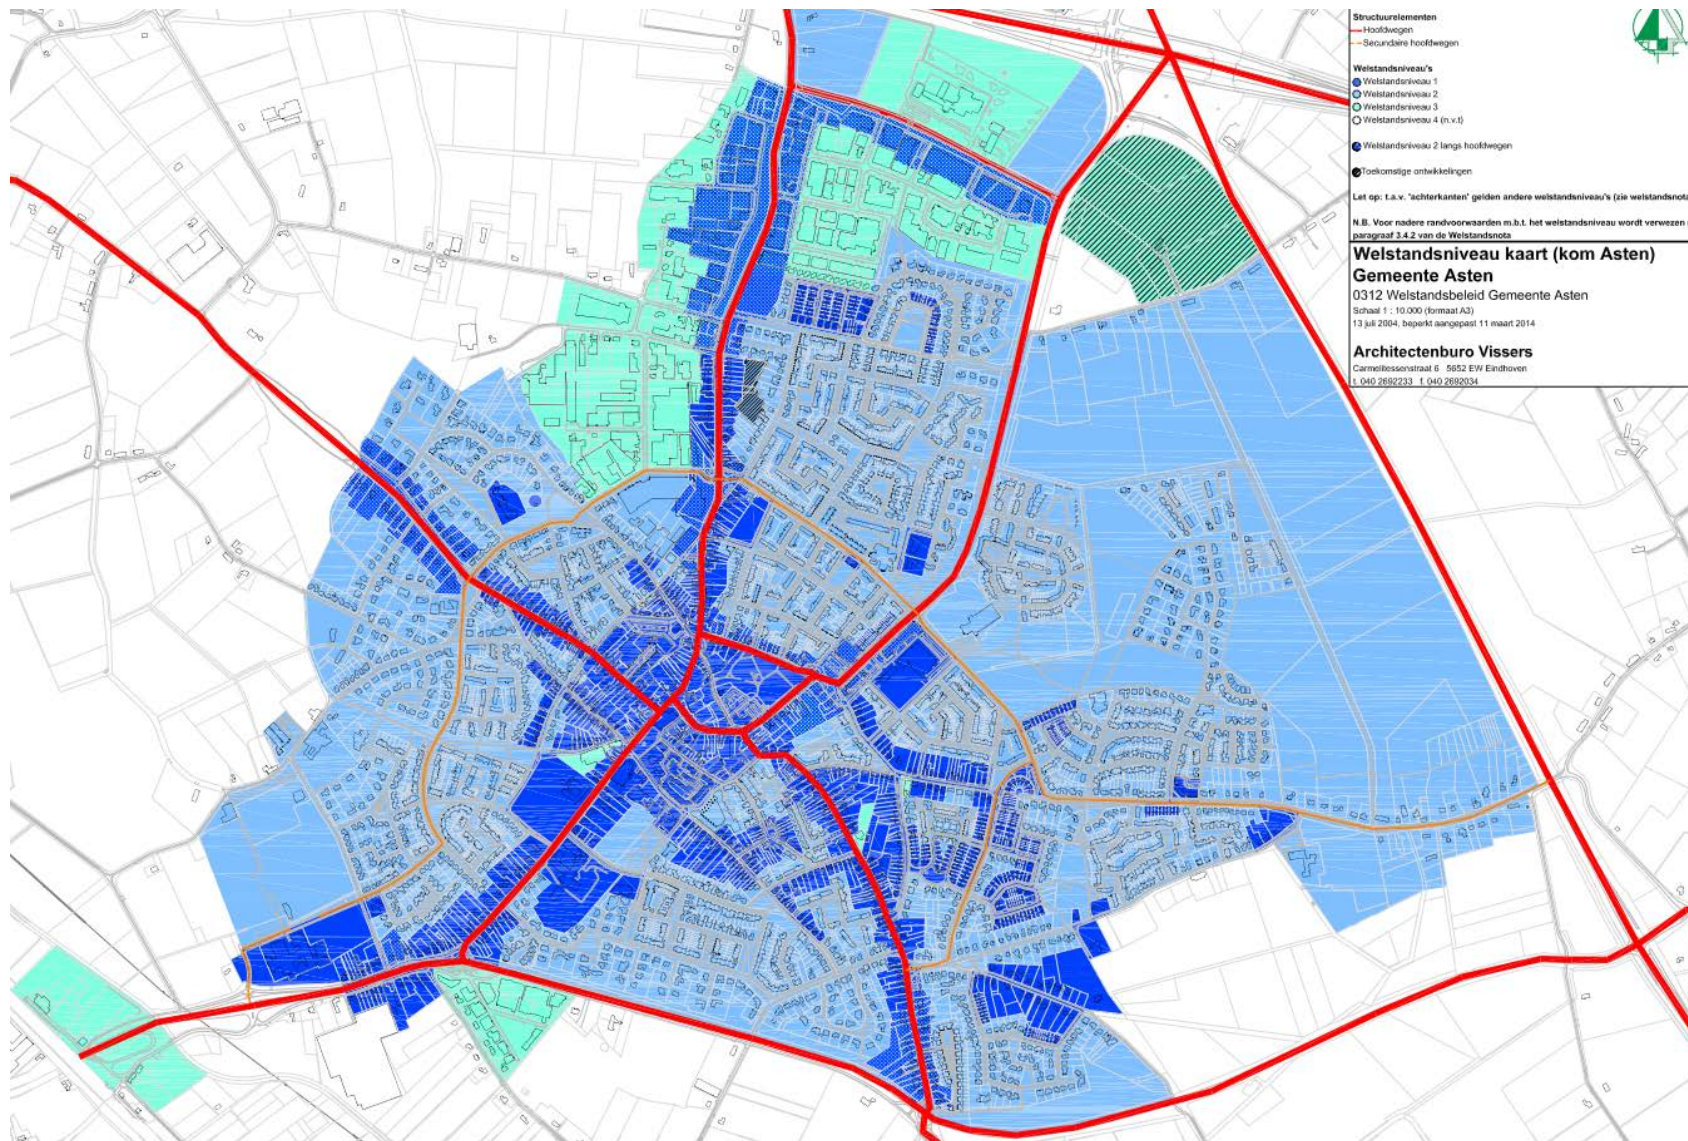 Structuurelementen
Hoofdwegen
Secundaire hoofdwegen
Welstandsniveau's
Welstandsniveau 1
Welstandsniveau 2
Welstandsniveau 3
Welstandsniveau 4 (n.v.t)
Welstandsniveau 2 langs hoofdwegen
Toekomstige ontwikkelingen
Let op: t.a.v. 'achterkanten' gelden andere welstandsniveau's (zie welstandsnota
N.B. Voor nadere randvoorwaarden m.b.t. het welstandsniveau wordt verwezen
paragraaf 3.4.2 van de Welstandsnota
Welstandsniveau kaart (kom Asten)
Gemeente Asten
0312 Welstandsbeleid Gemeente Asten
Schaal 1 : 10.000 (formaat A3)
13 juli 2004, beperkt aangepast 11 maart 2014
Architectenburo Vissers
Carmelitessenstraat 6 5652 EW Eindhoven
t. 040 2692233 f. 040 2692034